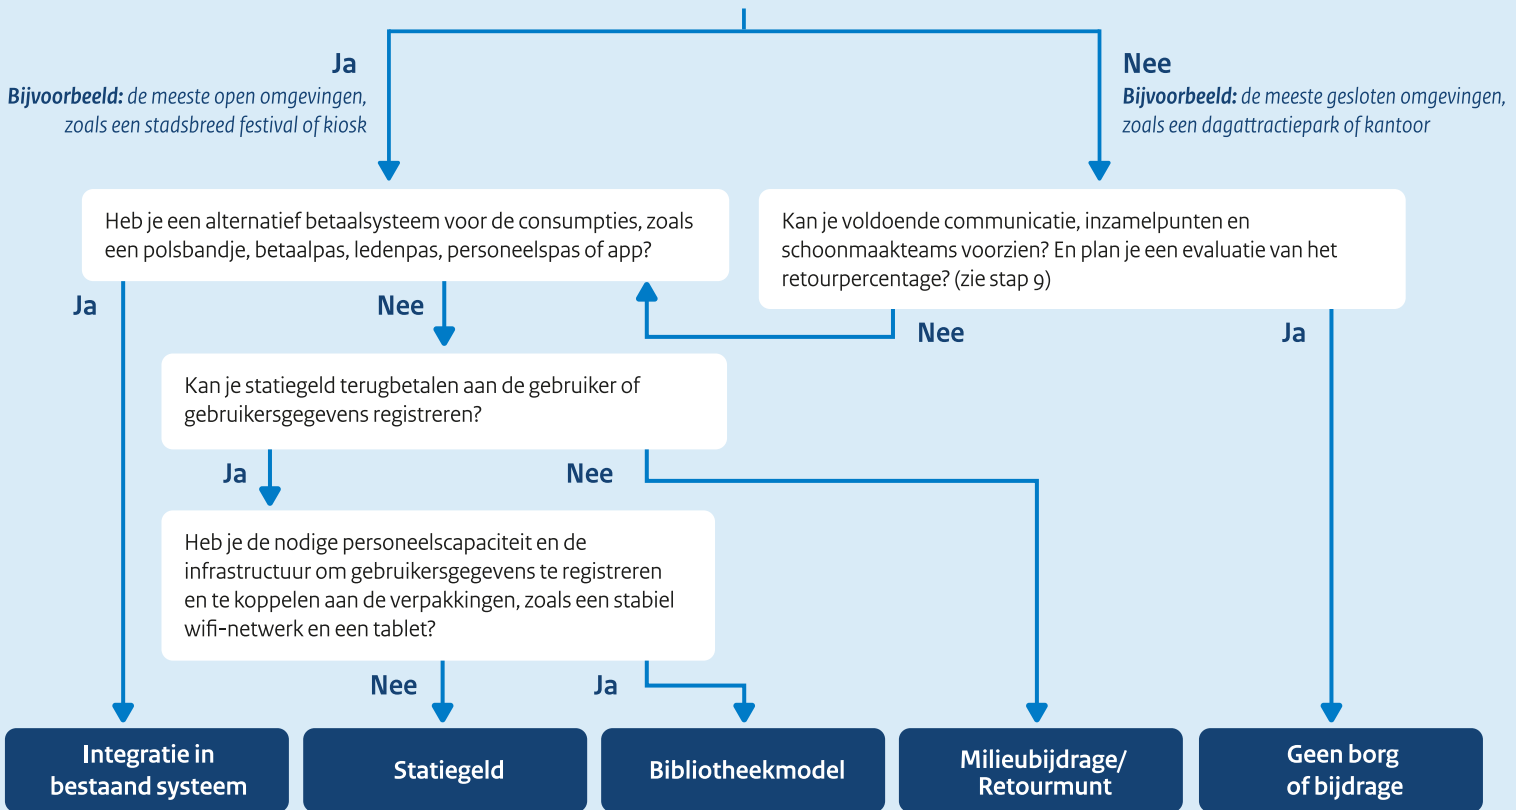 Ja
Bijvoorbeeld: de meeste open omgevingen,
zoals een stadsbreed festival of kiosk
Nee
Bijvoorbeeld: de meeste gesloten omgevingen,
zoals een dagattractiepark of kantoor
Heb je een alternatief betaalsysteem voor de consumpties, zoals
een polsbandje, betaalpas, ledenpas, personeelspas of app?
Kan je voldoende communicatie, inzamelpunten en
schoonmaakteams voorzien? En plan je een evaluatie van het
retourpercentage? (zie stap 9)
Ja
Nee
Nee
Ja
Kan je statiegeld terugbetalen aan de gebruiker of
gebruikersgegevens registreren?
Ja
Nee
Heb je de nodige personeelscapaciteit en de
infrastructuur om gebruikersgegevens te registreren
en te koppelen aan de verpakkingen, zoals een stabiel
wifi-netwerk en een tablet?
Nee
Ja
Integratie in
bestaand systeem
Statiegeld
Bibliotheekmodel
Milieubijdrage/
Retourmunt
Geen borg
of bijdrage